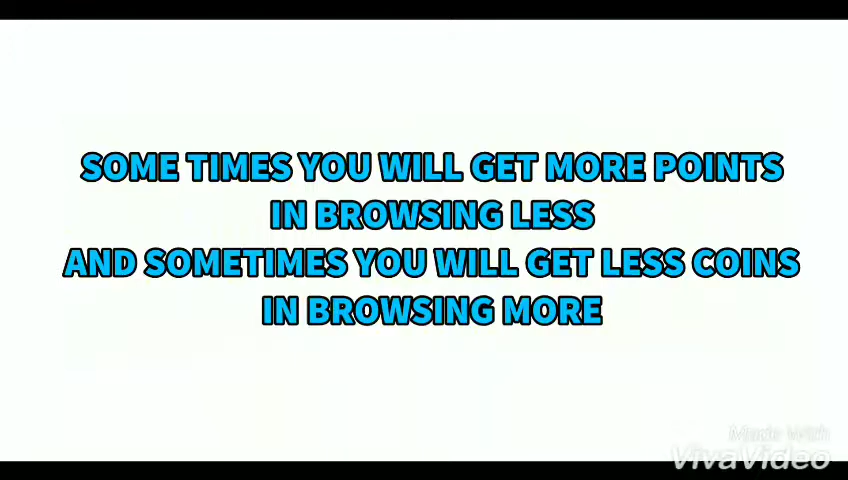 SOME TIMES YOU WILL GET MORE POINTS
IN BROWSING LESS
AND SOMETIMES YOU WILL GET LESS COINS
IN BROWSING MORE
Made With
VivaVideo